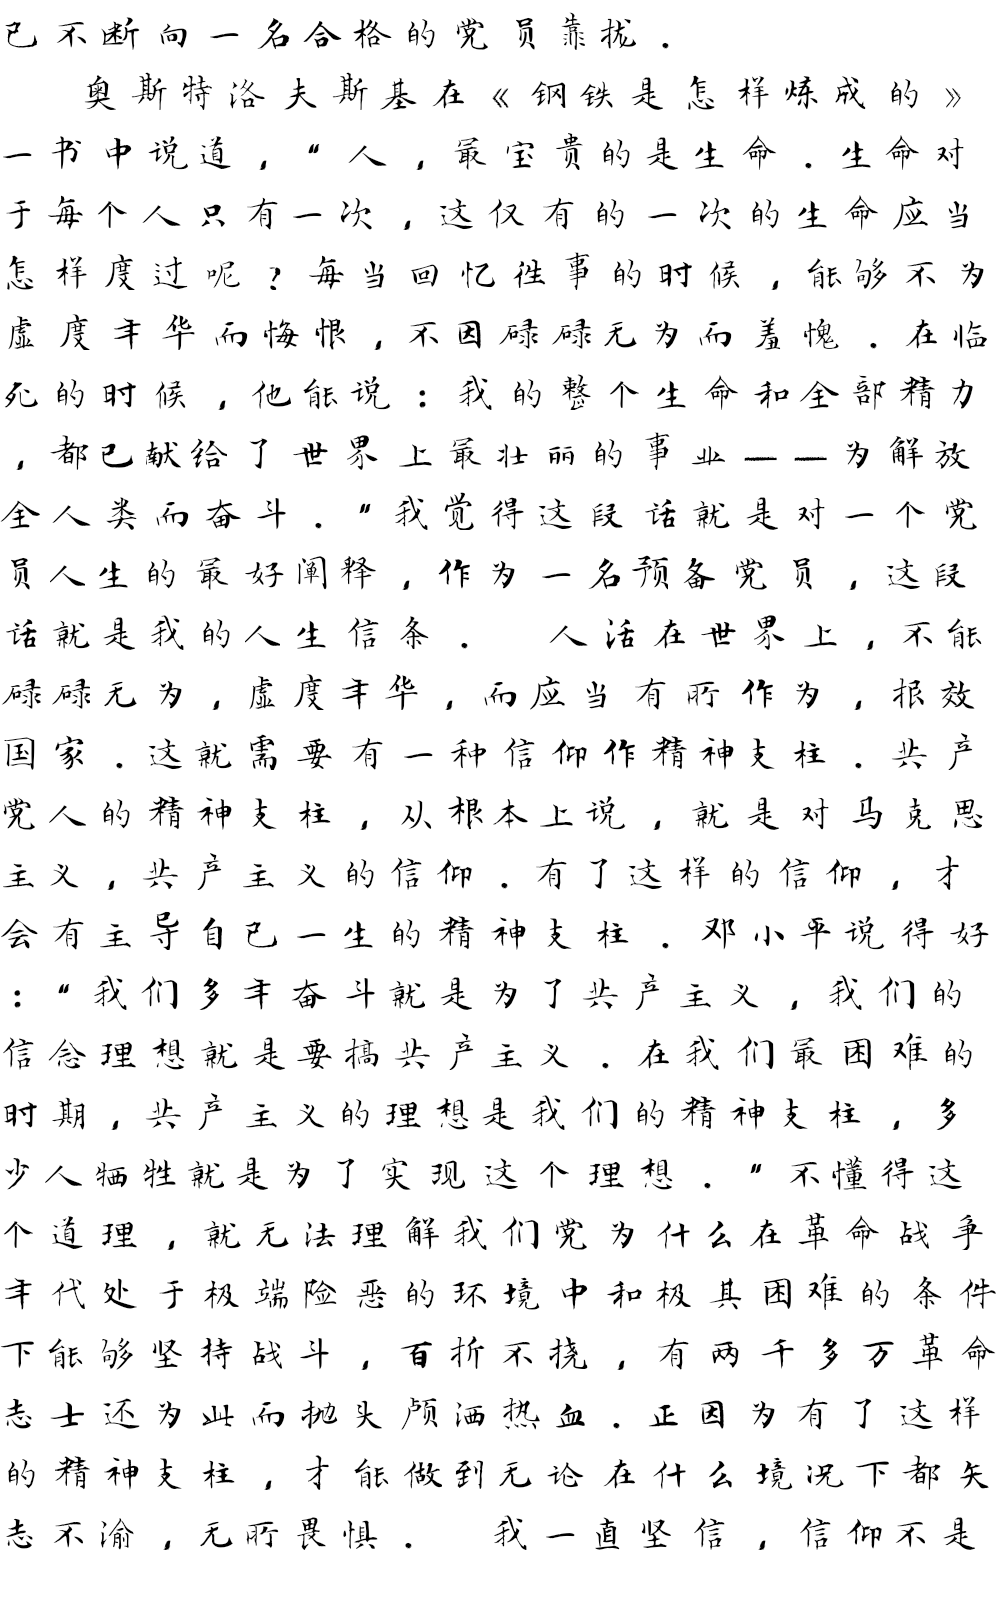 己不断向一名合格的党员靠拢.
奥斯特洛夫斯基在《钢铁是怎样炼成的》
一书中说道,"人,最宝贵的是生命.生命对
于每个人只有一次,这仅有的一次的生命应当
怎样度过呢?每当回忆往事的时候,能够不为
虚度年华而悔恨,不因碌碌无为而羞愧.在临
死的时候,他能说:我的整个生命和全部精力
,都已献给了世界上最壮丽的事业——为解放
全人类而奋斗."我觉得这段话就是对一个党
员人生的最好阐释,作为一名预备党员,这段
话就是我的人生信条. 人活在世界上,不能
碌碌无为,虚度年华,而应当有所作为,报效
国家.这就需要有一种信仰作精神支柱.共产
党人的精神支柱,从根本上说,就是对马克思
主义,共产主义的信仰.有了这样的信仰,才
会有主导自己一生的精神支柱.邓小平说得好
:"我们多年奋斗就是为了共产主义,我们的
信念理想就是要搞共产主义.在我们最困难的
时期,共产主义的理想是我们的精神支柱,多
少人牺牲就是为了实现这个理想."不懂得这
个道理,就无法理解我们党为什么在革命战争
年代处于极端险恶的环境中和极其困难的条件
下能够坚持战斗,百折不挠,有两千多万革命
志士还为此而抛头颅洒热血.正因为有了这样
的精神支柱,才能做到无论在什么境况下都矢
志不渝,无所畏惧. 我一直坚信,信仰不是